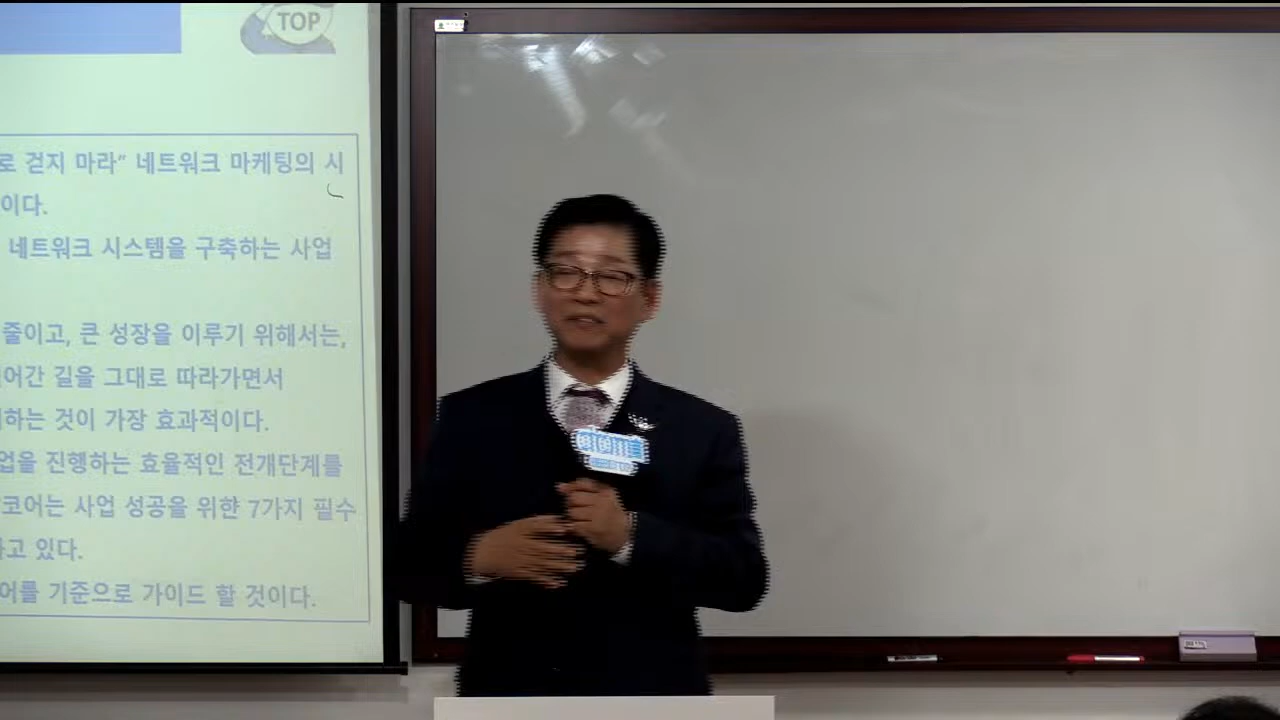 TOP
로 걷지 마라” 네트워크 마케팅의 시
이다.
네트워크 시스템을 구축하는 사업
줄이고, 큰 성장을 이루기 위해서는,
어간 길을 그대로 따라가면서
하는 것이 가장 효과적이다.
업을 진행하는 효율적인 전개단계를
코어는 사업 성공을 위한 7가지 필수
고 있다.
어를 기준으로 가이드 할 것이다.